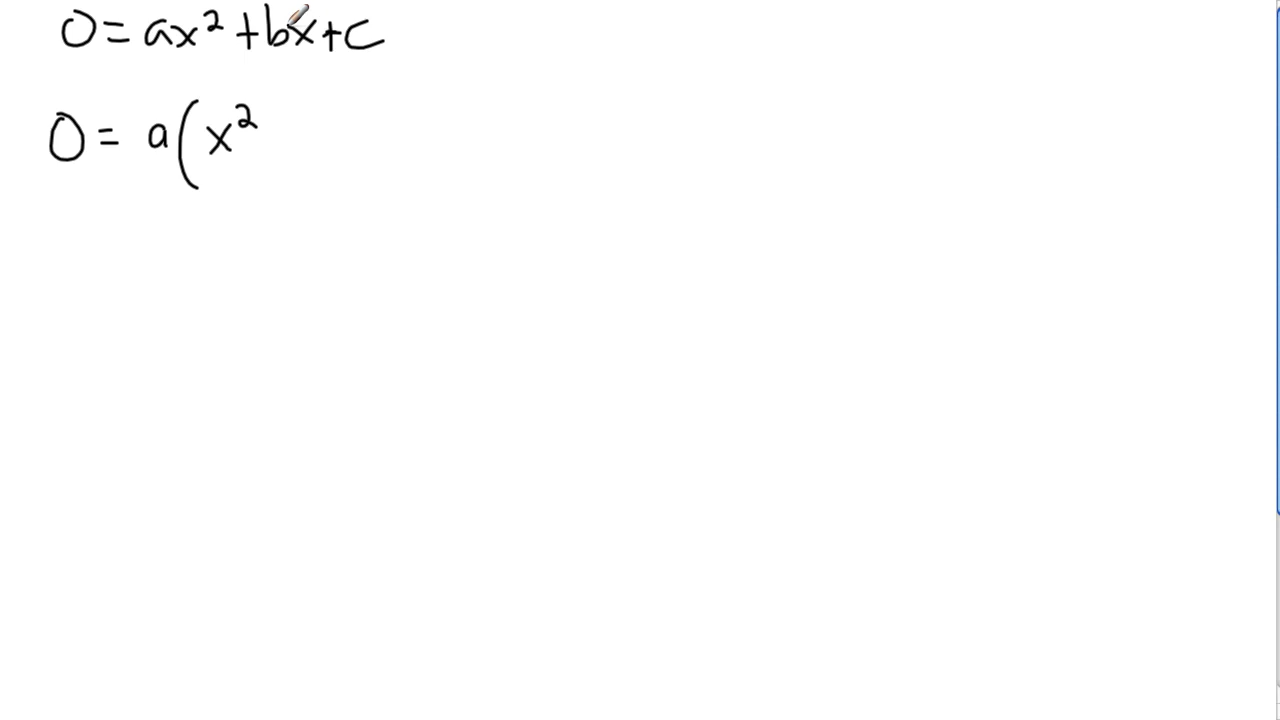 0 = ax² + bx + c
0 = a(x²